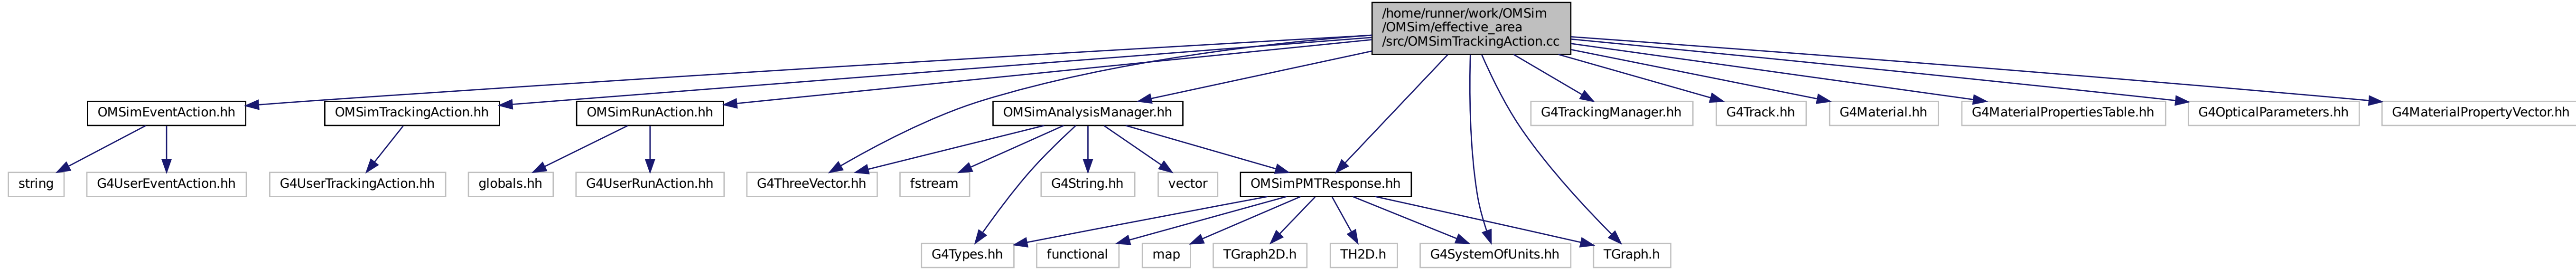 /home/runner/work/OMSim
/OMSim/effective_area
/src/OMSimTrackingAction.cc
OMSimEventAction.hh
OMSimTrackingAction.hh
OMSimRunAction.hh
OMSimAnalysisManager.hh
G4TrackingManager.hh
G4Track.hh
G4Material.hh
G4MaterialPropertiesTable.hh
G4OpticalParameters.hh
G4MaterialPropertyVector.hh
string
G4UserEventAction.hh
G4UserTrackingAction.hh
globals.hh
G4UserRunAction.hh
G4ThreeVector.hh
fstream
G4String.hh
vector
OMSimPMTResponse.hh
G4Types.hh
functional
map
TGraph2D.h
TH2D.h
G4SystemOfUnits.hh
TGraph.h